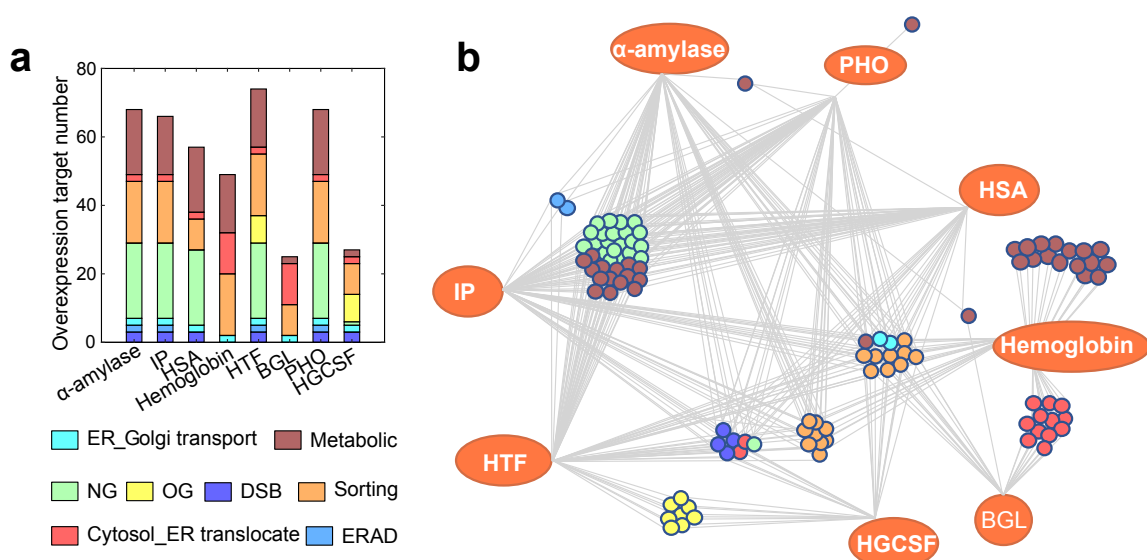 a
Overexpression target number
80
60
40
20
0
α-amylase
IP
HSA
Hemoglobin
HTF
BGL
PHO
HGCSF
ER_Golgi transport
Metabolic
NG
OG
DSB
Sorting
Cytosol_ER translocate
ERAD
b
α-amylase
PHO
HSA
IP
Hemoglobin
HTF
BGL
HGCSF